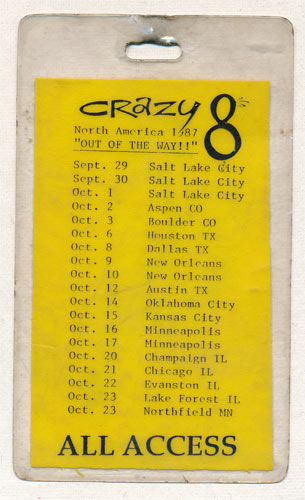 CRAZY 8
North America 1987
"OUT OF THE WAY!!"
Sept. 29 Salt Lake City
Sept. 30 Salt Lake City
Oct. 1 Salt Lake City
Oct. 2 Aspen CO
Oct. 3 Boulder CO
Oct. 6 Houston TX
Oct. 8 Dallas TX
Oct. 9 New Orleans
Oct. 10 New Orleans
Oct. 12 Austin TX
Oct. 14 Oklahoma City
Oct. 15 Kansas City
Oct. 16 Minneapolis
Oct. 17 Minneapolis
Oct. 20 Champaign IL
Oct. 21 Chicago IL
Oct. 22 Evanston IL
Oct. 23 Lake Forest IL
Oct. 23 Northfield MN
ALL ACCESS